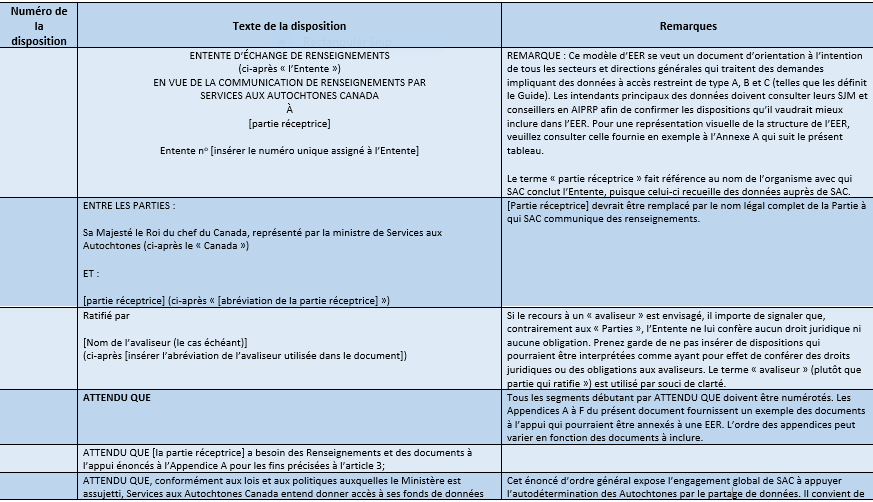 Numéro de
la
disposition
Texte de la disposition
Remarques
ENTENTE D'ÉCHANGE DE RENSEIGNEMENTS
(ci-après « l'Entente »)
EN VUE DE LA COMMUNICATION DE RENSEIGNEMENTS PAR
SERVICES AUX AUTOCHTONES CANADA
À
[partie réceptrice]
Entente nº [insérer le numéro unique assigné à l'Entente]
REMARQUE : Ce modèle d'EER se veut un document d'orientation à l'intention
de tous les secteurs et directions générales qui traitent des demandes
impliquant des données à accès restreint de type A, B et C (telles que les définit
le Guide). Les intendants principaux des données doivent consulter leurs SJM et
conseillers en AIPRP afin de confirmer les dispositions qu'il vaudrait mieux
inclure dans l'EER. Pour une représentation visuelle de la structure de l'EER,
veuillez consulter celle fournie en exemple à l'Annexe A qui suit le présent
tableau.
Le terme « partie réceptrice » fait référence au nom de l'organisme avec qui
SAC conclut l'Entente, puisque celui-ci recueille des données auprès de SAC.
ENTRE LES PARTIES :
Sa Majesté le Roi du chef du Canada, représenté par la ministre de Services aux
Autochtones (ci-après le « Canada »)
ET :
[partie réceptrice] (ci-après « [abréviation de la partie réceptrice] »)
[Partie réceptrice] devrait être remplacé par le nom légal complet de la Partie à
qui SAC communique des renseignements.
Ratifié par
[Nom de l'avaliseur (le cas échéant)]
(ci-après [insérer l'abréviation de l'avaliseur utilisée dans le document])
Si le recours à un « avaliseur » est envisagé, il importe de signaler que,
contrairement aux « Parties », l'Entente ne lui confère aucun droit juridique ni
aucune obligation. Prenez garde de ne pas insérer de dispositions qui
pourraient être interprétées comme ayant pour effet de conférer des droits
juridiques ou des obligations aux avaliseurs. Le terme « avaliseur » (plutôt que
partie qui ratifie ») est utilisé par souci de clarté.
ATTENDU QUE
Tous les segments débutant par ATTENDU QUE doivent être numérotés. Les
Appendices A à F du présent document fournissent un exemple des documents
à l'appui qui pourraient être annexés à une EER. L'ordre des appendices peut
varier en fonction des documents à inclure.
ATTENDU QUE [la partie réceptrice] a besoin des Renseignements et des documents à
l'appui énoncés à l'Appendice A pour les fins précisées à l'article 3;
ATTENDU QUE, conformément aux lois et aux politiques auxquelles le Ministère est
assujetti, Services aux Autochtones Canada entend donner accès à ses fonds de données
Cet énoncé d'ordre général expose l'engagement global de SAC à appuyer
l'autodétermination des Autochtones par le partage de données. Il convient de